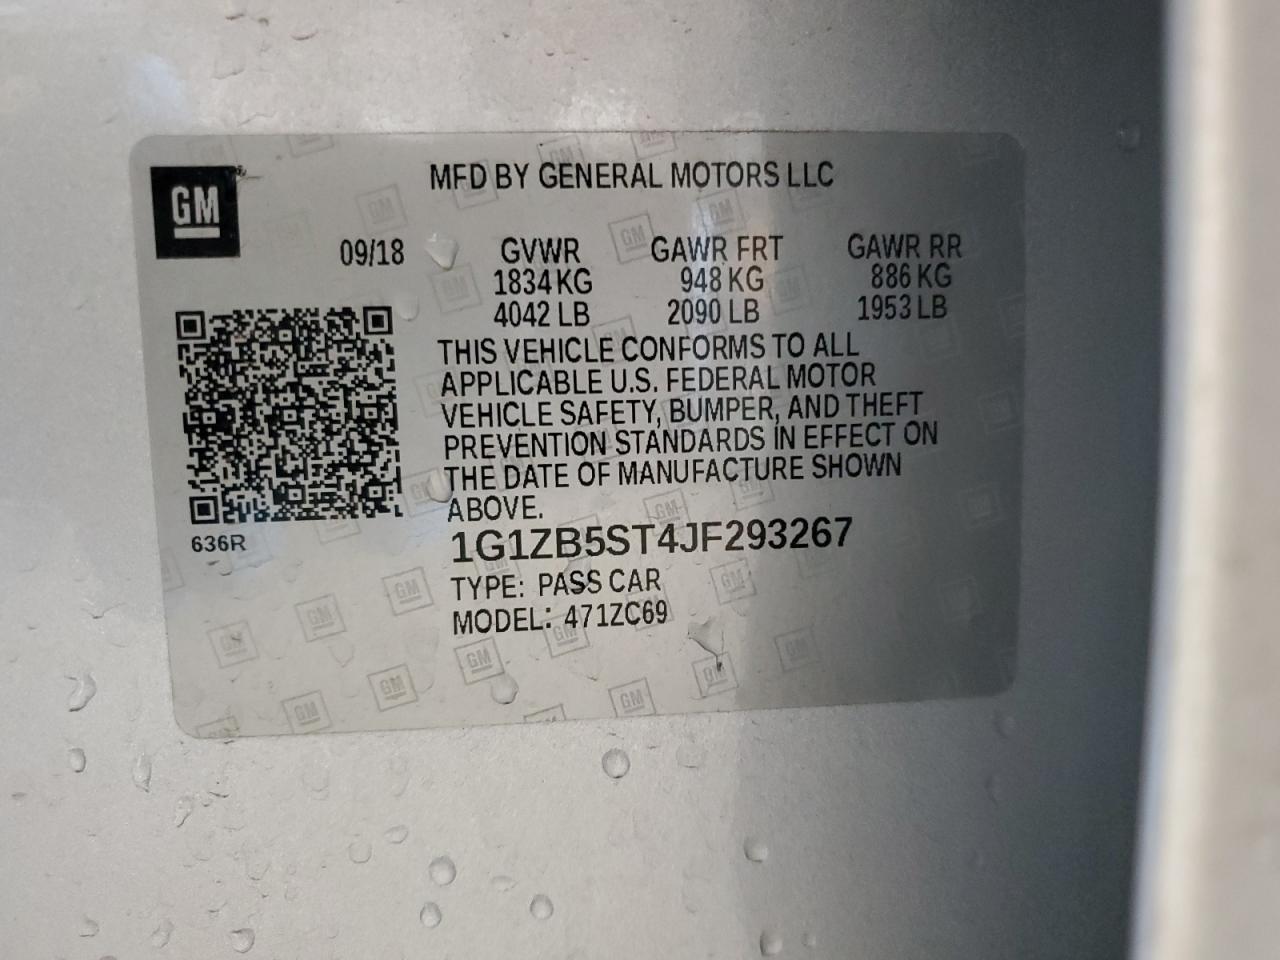 GM
MFD BY GENERAL MOTORS LLC
09/18 GVWR GAWR FRT GAWR RR
1834 KG 948 KG 886 KG
4042 LB 2090 LB 1953 LB
THIS VEHICLE CONFORMS TO ALL
APPLICABLE U.S. FEDERAL MOTOR
VEHICLE SAFETY, BUMPER, AND THEFT
PREVENTION STANDARDS IN EFFECT ON
THE DATE OF MANUFACTURE SHOWN
ABOVE.
636R
1G1ZB5ST4JF293267
TYPE: PASS CAR
MODEL: 471ZC69